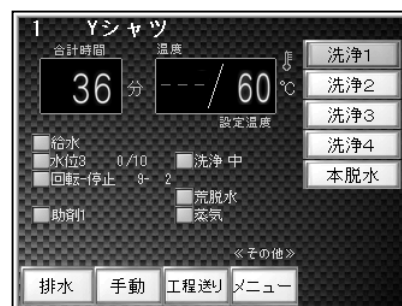 1 Yシャツ
合計時間 温度
36 分 ---/60 ℃
設定温度
給水
水位3 0/10 洗浄 中
回転-停止 9- 2
荒脱水
助剤1 蒸気
≪その他≫
洗浄1
洗浄2
洗浄3
洗浄4
本脱水
排水 手動 工程送り メニュー